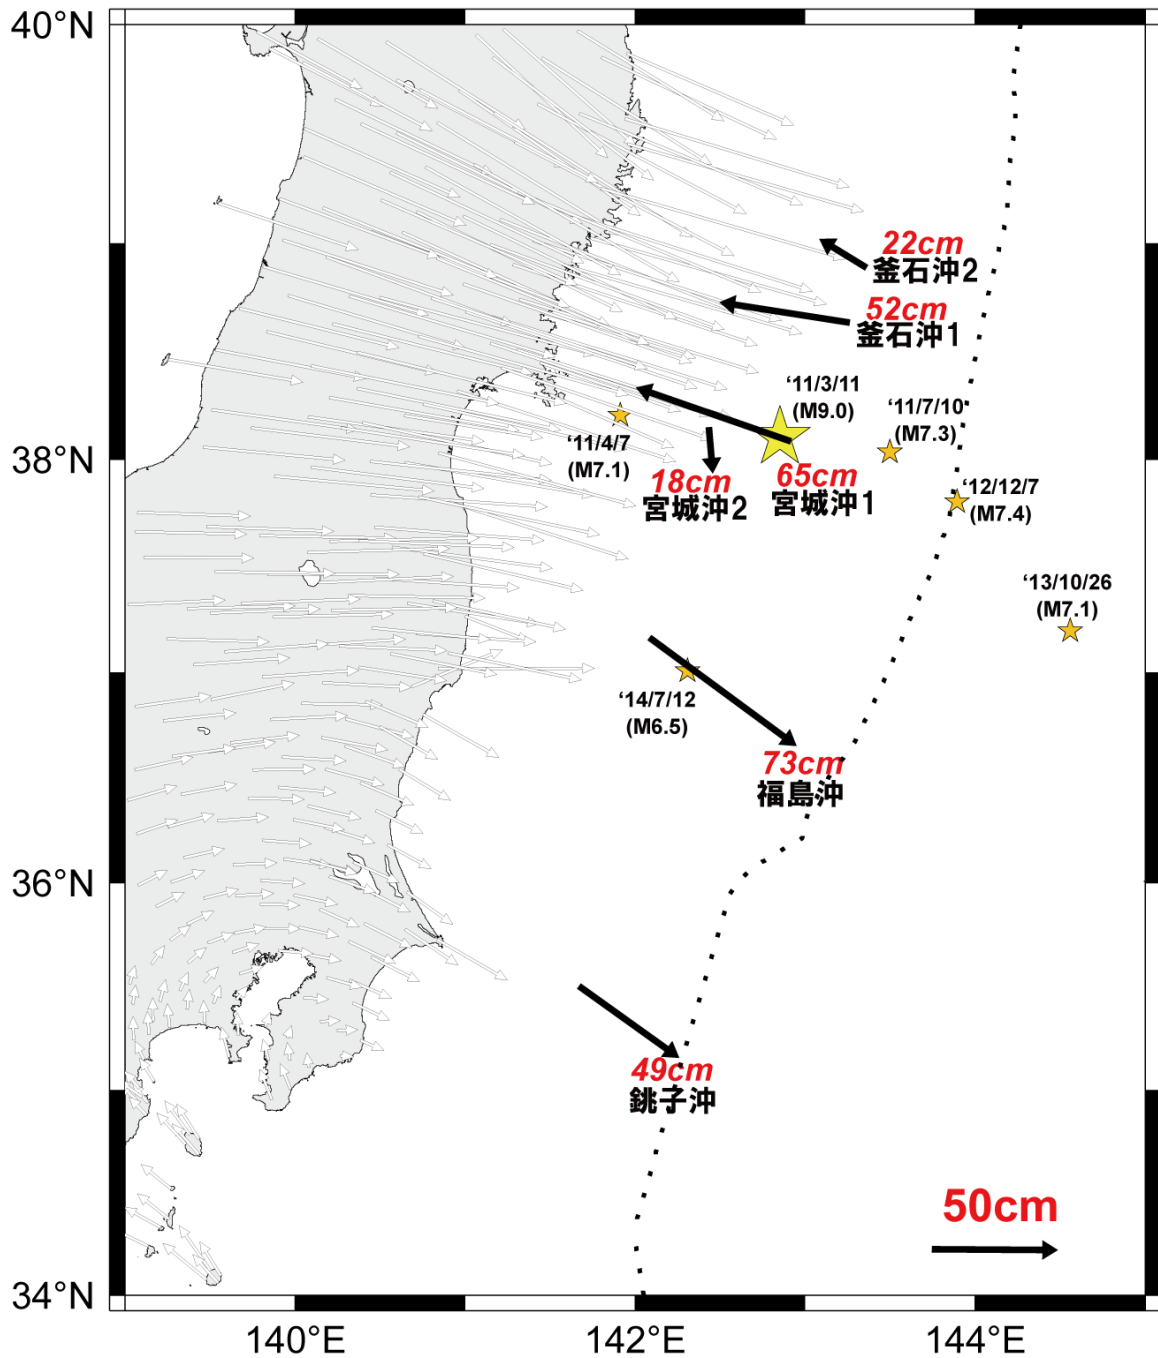 40°N
22cm
釜石沖2
52cm
釜石沖1
‘11/3/11
(M9.0)
‘11/7/10
(M7.3)
‘11/4/7
(M7.1)
38°N
18cm
宮城沖2
65cm
宮城沖1
‘12/12/7
(M7.4)
‘13/10/26
(M7.1)
‘14/7/12
(M6.5)
73cm
福島沖
36°N
49cm
銚子沖
50cm
34°N
140°E
142°E
144°E